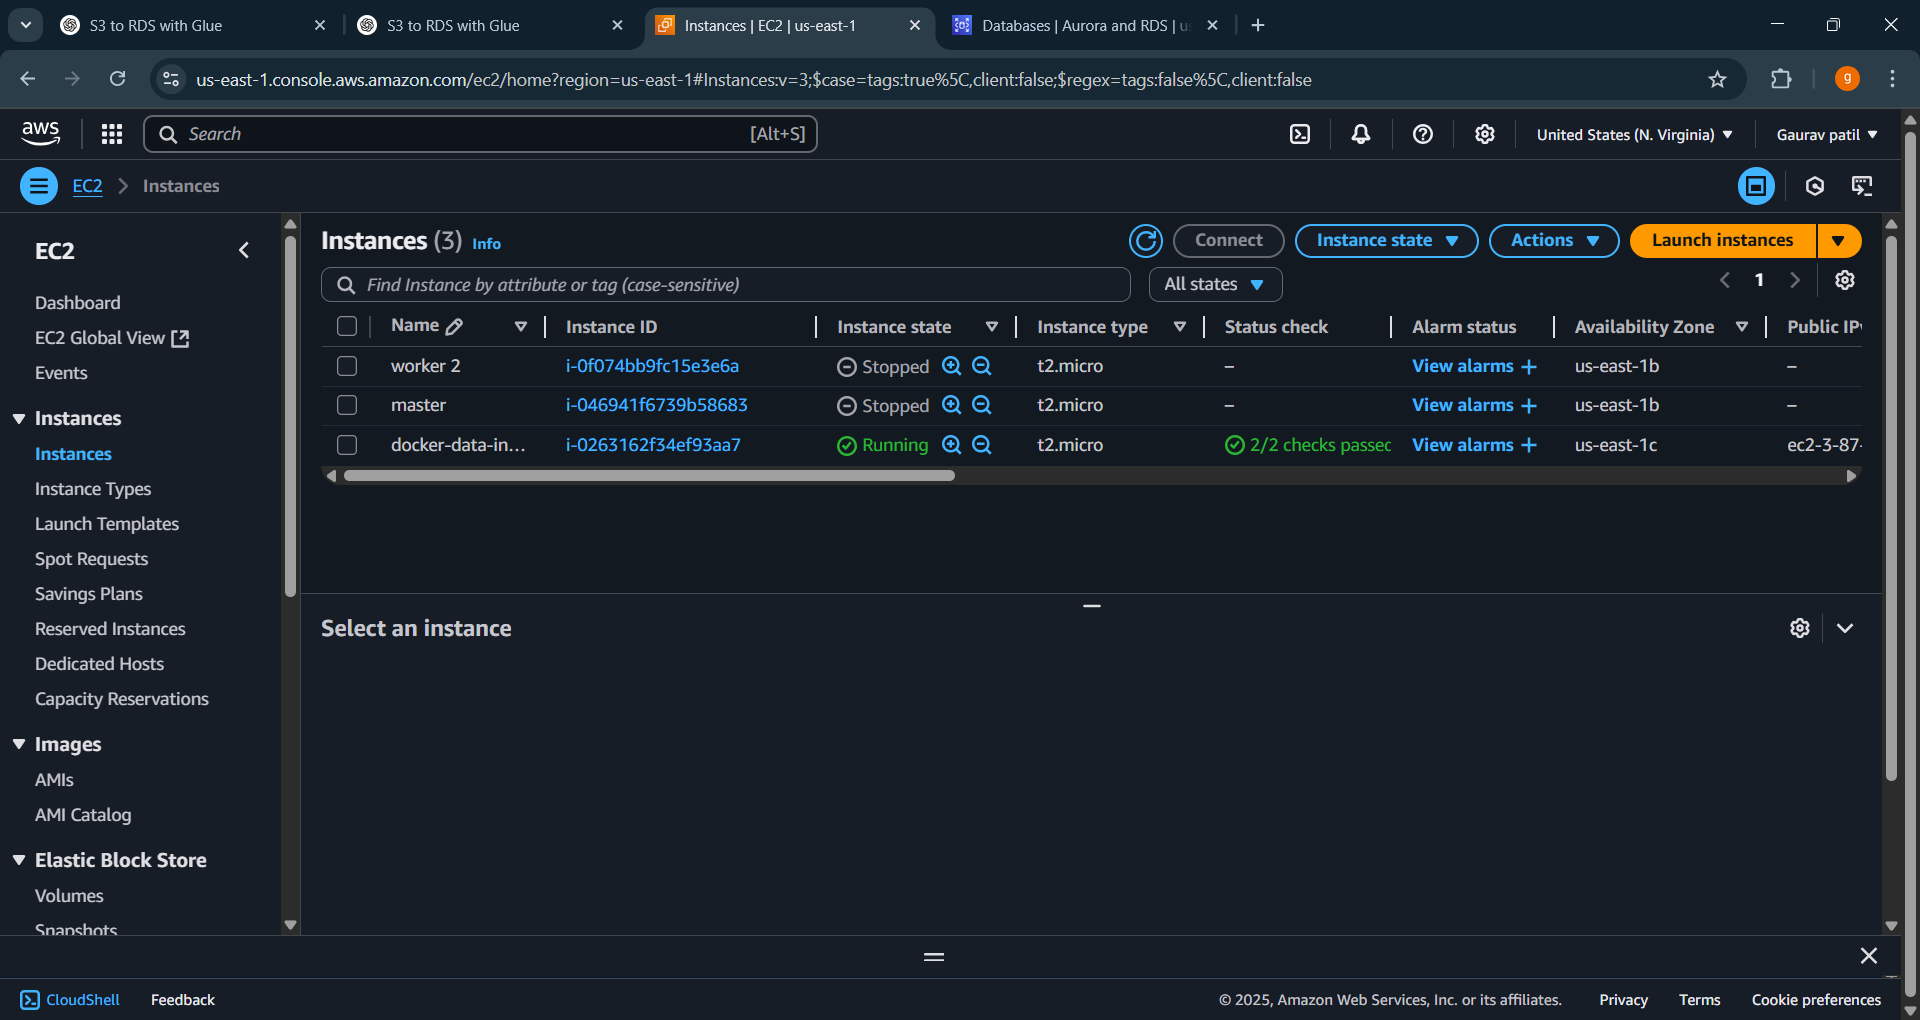 S3 to RDS with Glue
S3 to RDS with Glue
Instances | EC2 | us-east-1
Databases | Aurora and RDS | u
us-east-1.console.aws.amazon.com/ec2/home?region=us-east-1#Instances:v=3;$case=tags:true%5C,client:false;$regex=tags:false%5C,client:false
g
aws
Search
[Alt+S]
United States (N. Virginia)
Gaurav patil
EC2
Instances
EC2
Dashboard
EC2 Global View
Events
Instances
Instances
Instance Types
Launch Templates
Spot Requests
Savings Plans
Reserved Instances
Dedicated Hosts
Capacity Reservations
Images
AMIs
AMI Catalog
Elastic Block Store
Volumes
Snapshots
Instances (3) Info
Connect
Instance state
Actions
Launch instances
Find Instance by attribute or tag (case-sensitive)
All states
1
Name Instance ID Instance state Instance type Status check Alarm status Availability Zone Public IP
worker 2 i-0f074bb9fc15e3e6a Stopped t2.micro – View alarms + us-east-1b –
master i-046941f6739b58683 Stopped t2.micro – View alarms + us-east-1b –
docker-data-in... i-0263162f34ef93aa7 Running t2.micro 2/2 checks passed View alarms + us-east-1c ec2-3-87-
Select an instance
CloudShell
Feedback
© 2025, Amazon Web Services, Inc. or its affiliates.
Privacy
Terms
Cookie preferences